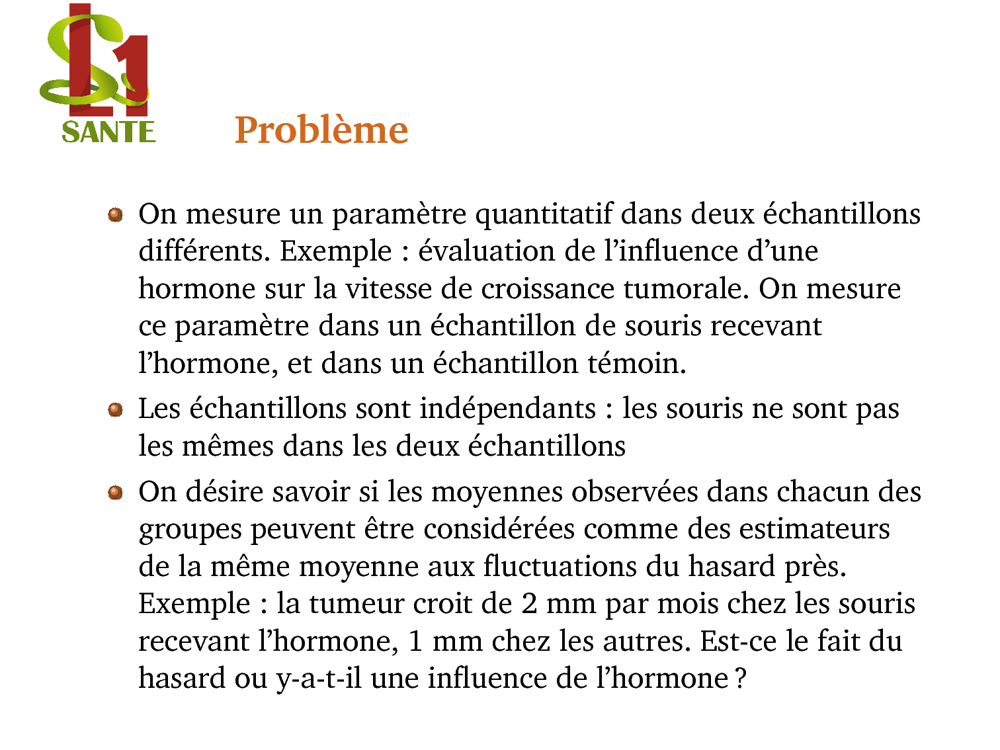 L1
SANTE
Problème
On mesure un paramètre quantitatif dans deux échantillons
différents. Exemple : évaluation de l’influence d’une
hormone sur la vitesse de croissance tumorale. On mesure
ce paramètre dans un échantillon de souris recevant
l’hormone, et dans un échantillon témoin.
Les échantillons sont indépendants : les souris ne sont pas
les mêmes dans les deux échantillons
On désire savoir si les moyennes observées dans chacun des
groupes peuvent être considérées comme des estimateurs
de la même moyenne aux fluctuations du hasard près.
Exemple : la tumeur croit de 2 mm par mois chez les souris
recevant l’hormone, 1 mm chez les autres. Est-ce le fait du
hasard ou y-a-t-il une influence de l’hormone ?